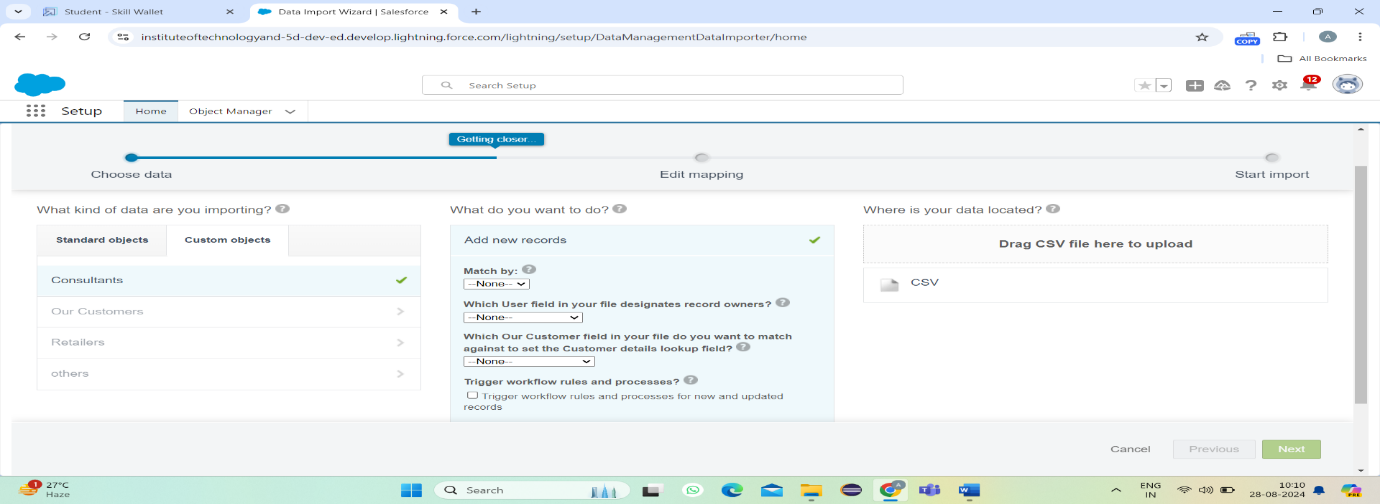 Student - Skill Wallet
Data Import Wizard | Salesforce
instituteoftechnologyand-5d-dev-ed.develop.lightning.force.com/lightning/setup/DataManagementDataImporter/home
COPY
A
All Bookmarks
Search Setup
12
Setup
Home
Object Manager
Getting closer...
Choose data
Edit mapping
Start import
What kind of data are you importing? ?
What do you want to do? ?
Where is your data located? ?
Standard objects
Custom objects
Add new records
Drag CSV file here to upload
Consultants
Match by: ?
CSV
--None--
Our Customers
Which User field in your file designates record owners? ?
--None--
Retailers
Which Our Customer field in your file do you want to match
against to set the Customer details lookup field? ?
--None--
others
Trigger workflow rules and processes? ?
Trigger workflow rules and processes for new and updated
records
Cancel
Previous
Next
1
27°C
Haze
Search
ENG
IN
10:10
28-08-2024
PRE